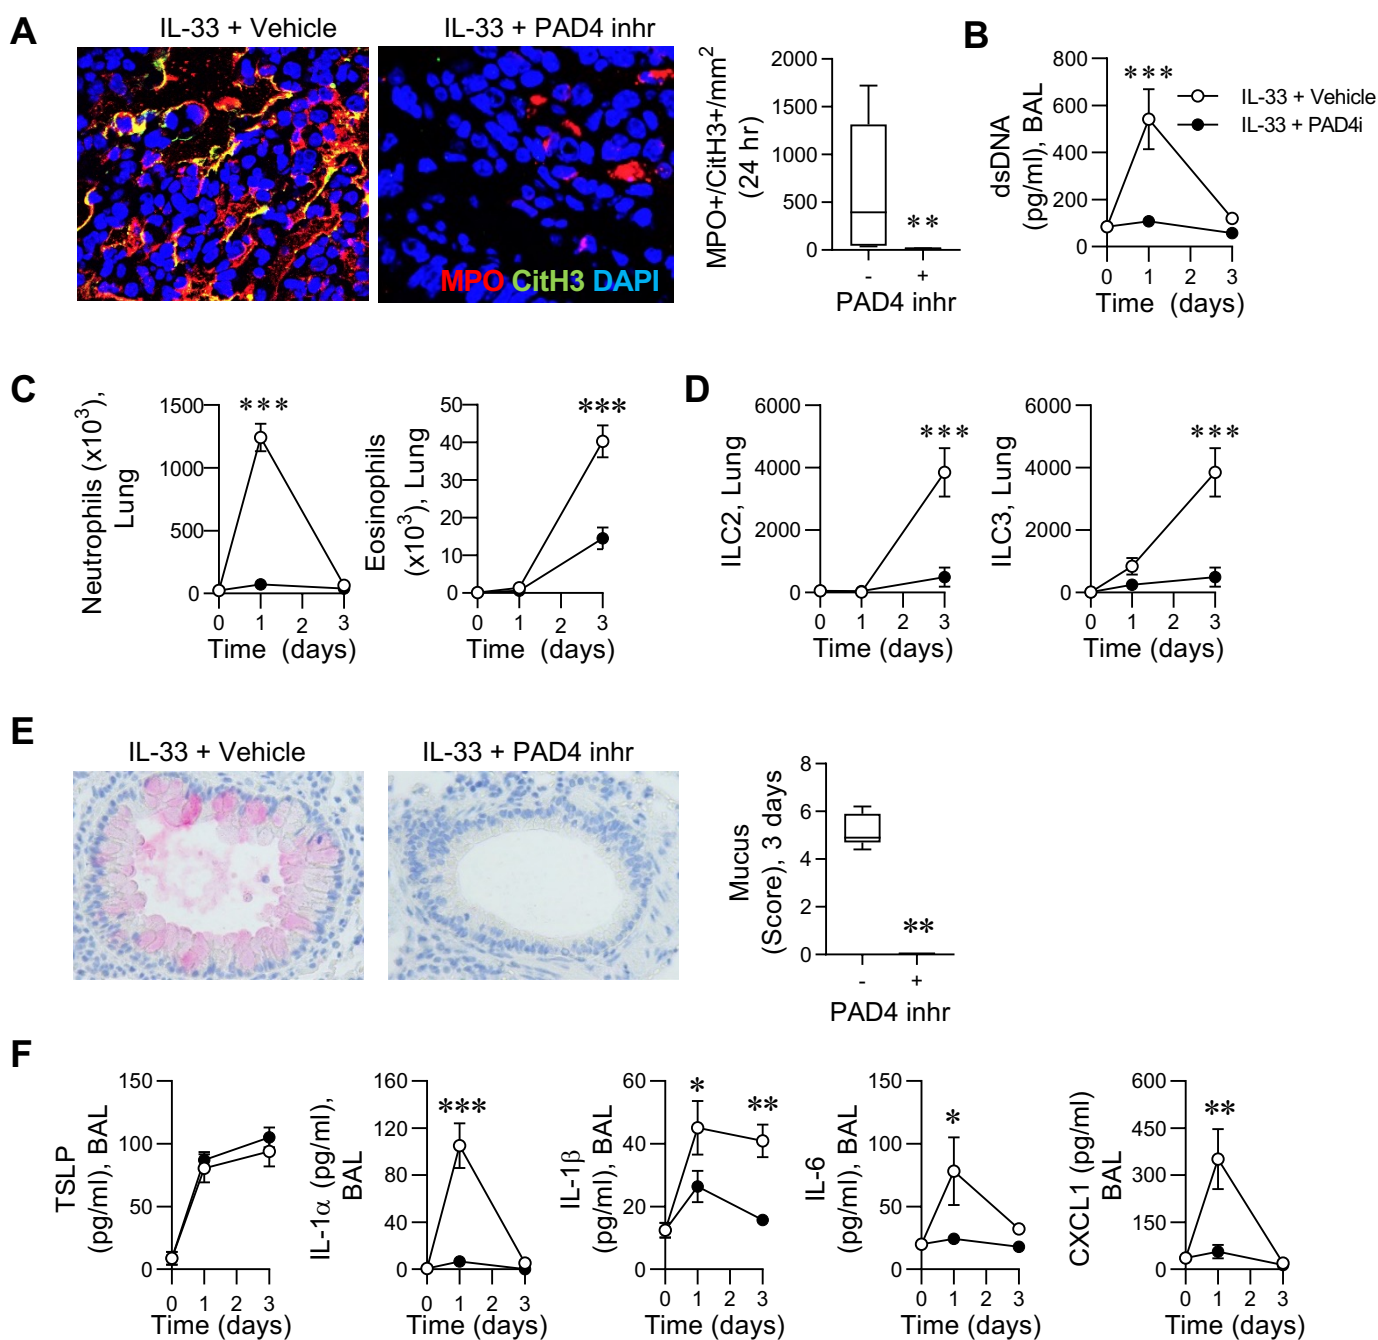 A
IL-33 + Vehicle
IL-33 + PAD4 inhr
MPO CitH3 DAPI
MPO+/CitH3+/mm2
(24 hr)
2000
1500
1000
500
0
**
- +
PAD4 inhr
B
dsDNA
(pg/ml), BAL
800
600
400
200
0
***
IL-33 + Vehicle
IL-33 + PAD4i
0 1 2 3
Time (days)
C
Neutrophils (x103),
Lung
1500
1000
500
0
***
0 1 2 3
Time (days)
Eosinophils
(x103), Lung
50
40
30
20
10
0
***
0 1 2 3
Time (days)
D
ILC2, Lung
6000
4000
2000
0
***
0 1 2 3
Time (days)
ILC3, Lung
6000
4000
2000
0
***
0 1 2 3
Time (days)
E
IL-33 + Vehicle
IL-33 + PAD4 inhr
Mucus
(Score), 3 days
8
6
4
2
0
**
- +
PAD4 inhr
F
TSLP
(pg/ml), BAL
150
100
50
0
0 1 2 3
Time (days)
IL-1α (pg/ml),
BAL
160
120
80
40
0
***
0 1 2 3
Time (days)
IL-1β
(pg/ml), BAL
60
40
20
0
*
**
0 1 2 3
Time (days)
IL-6
(pg/ml), BAL
150
100
50
0
*
0 1 2 3
Time (days)
CXCL1 (pg/ml)
BAL
600
450
300
150
0
**
0 1 2 3
Time (days)